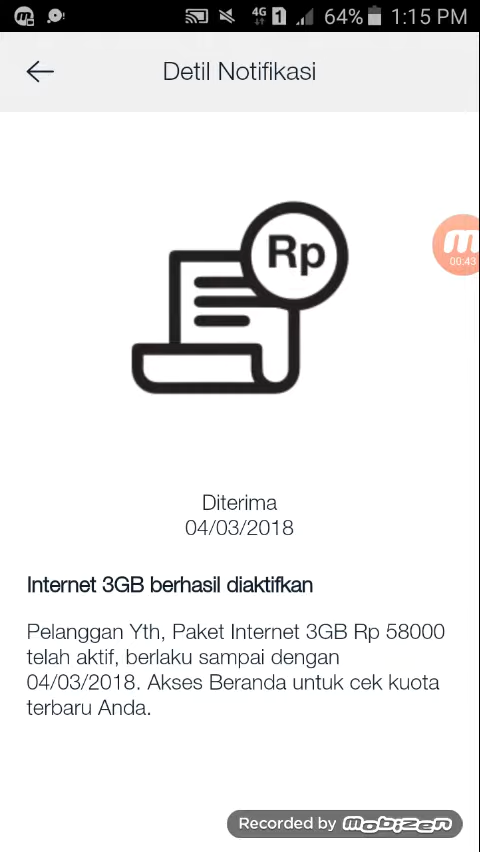 4G 1 64% 1:15 PM
Detil Notifikasi
Rp
00:43
Diterima
04/03/2018
Internet 3GB berhasil diaktifkan
Pelanggan Yth, Paket Internet 3GB Rp 58000
telah aktif, berlaku sampai dengan
04/03/2018. Akses Beranda untuk cek kuota
terbaru Anda.
Recorded by mobizen